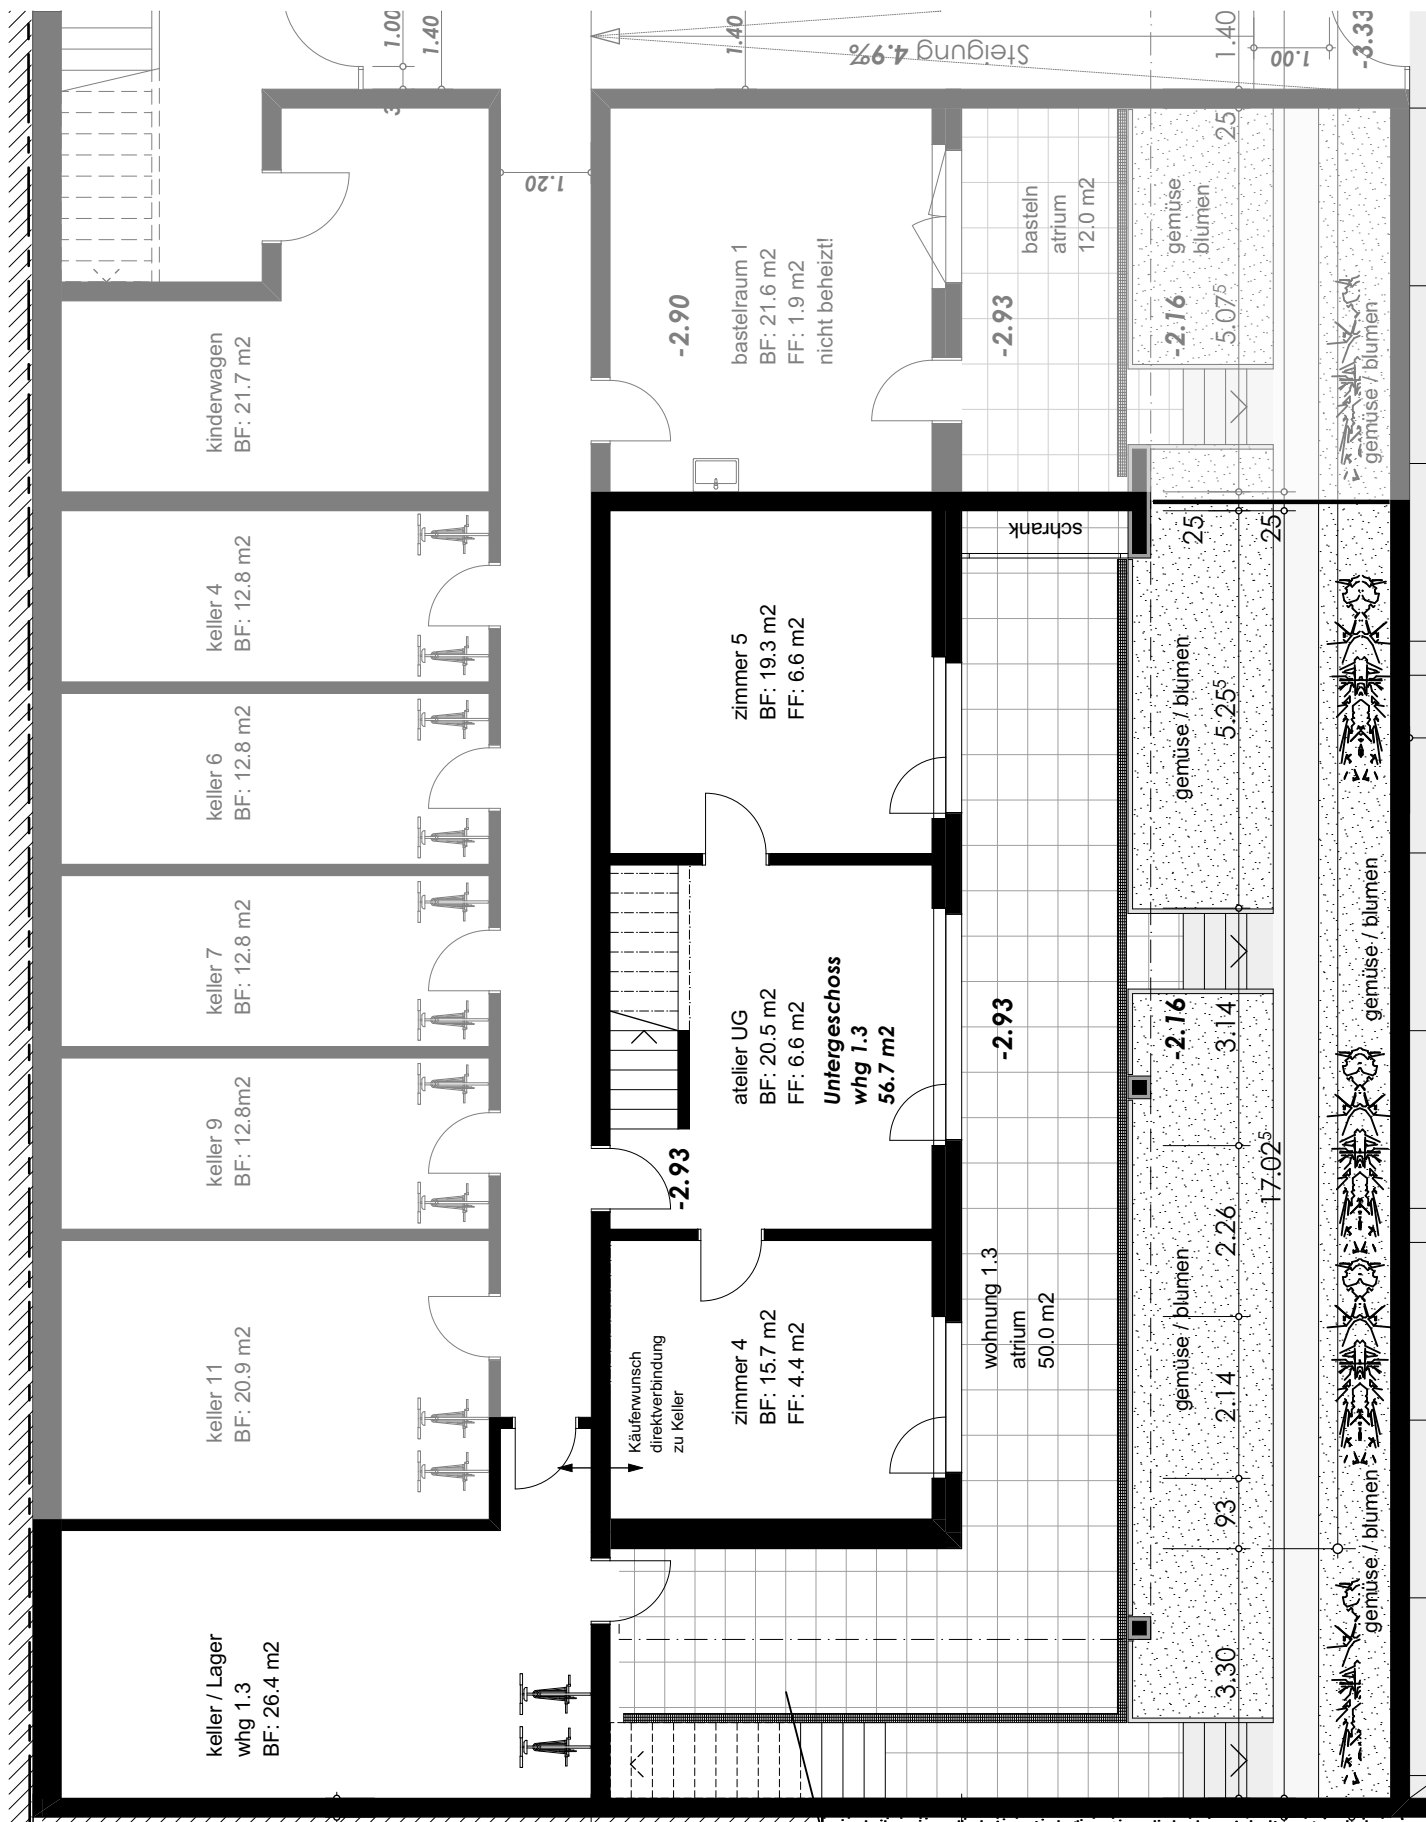 1.00
1.40
3
1.40
Steigung 4.9%
1.40
1.00
-3.33
25
1.20
kinderwagen
BF: 21.7 m2
-2.90
bastelraum 1
BF: 21.6 m2
FF: 1.9 m2
nicht beheizt!
basteln
atrium
12.0 m2
-2.93
gemüse
blumen
-2.16
5.07⁵
gemüse / blumen
keller 4
BF: 12.8 m2
schrank
25
25
zimmer 5
BF: 19.3 m2
FF: 6.6 m2
gemüse / blumen
5.25⁵
keller 6
BF: 12.8 m2
keller 7
BF: 12.8 m2
atelier UG
BF: 20.5 m2
FF: 6.6 m2
Untergeschoss
whg 1.3
56.7 m2
-2.93
-2.16
3.14
gemüse / blumen
keller 9
BF: 12.8m2
-2.93
2.26
17.02⁵
keller 11
BF: 20.9 m2
Käuferwunsch
direktverbindung
zu Keller
zimmer 4
BF: 15.7 m2
FF: 4.4 m2
wohnung 1.3
atrium
50.0 m2
gemüse / blumen
2.14
93
gemüse / blumen
keller / Lager
whg 1.3
BF: 26.4 m2
3.30